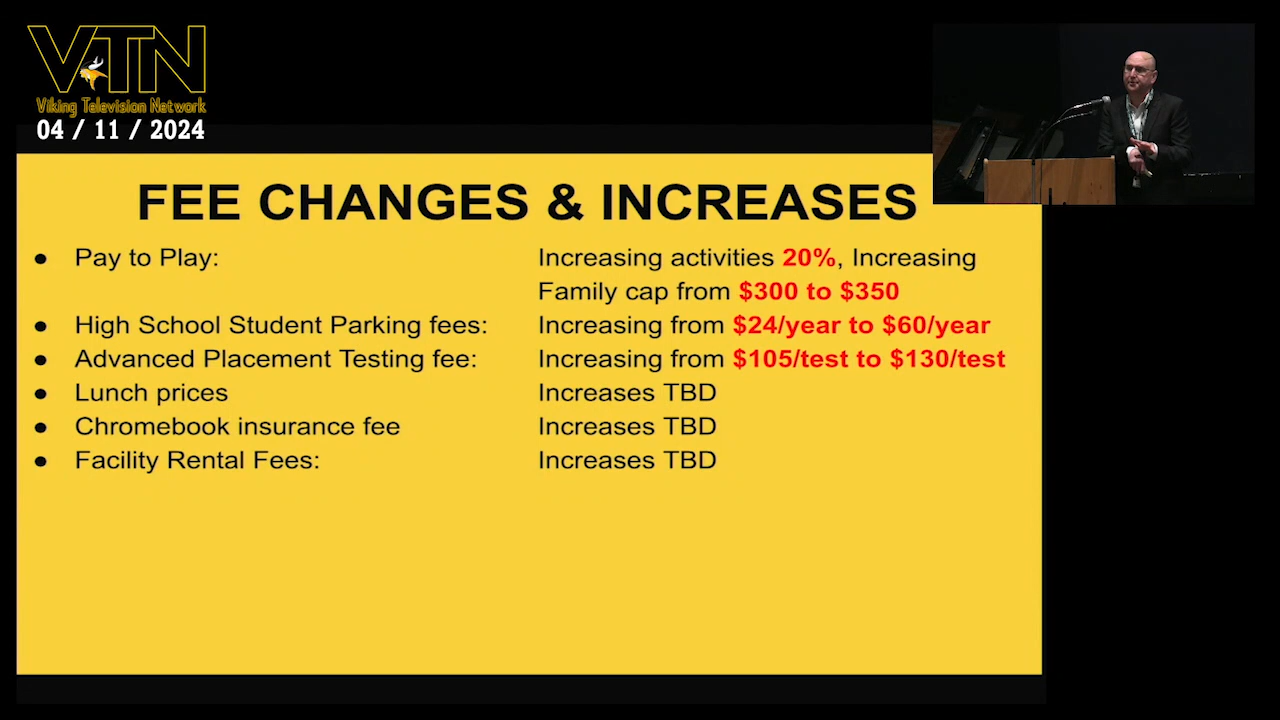 VTN
Viking Television Network
04 / 11 / 2024
FEE CHANGES & INCREASES
● Pay to Play: Increasing activities 20%, Increasing
Family cap from $300 to $350
● High School Student Parking fees: Increasing from $24/year to $60/year
● Advanced Placement Testing fee: Increasing from $105/test to $130/test
● Lunch prices Increases TBD
● Chromebook insurance fee Increases TBD
● Facility Rental Fees: Increases TBD